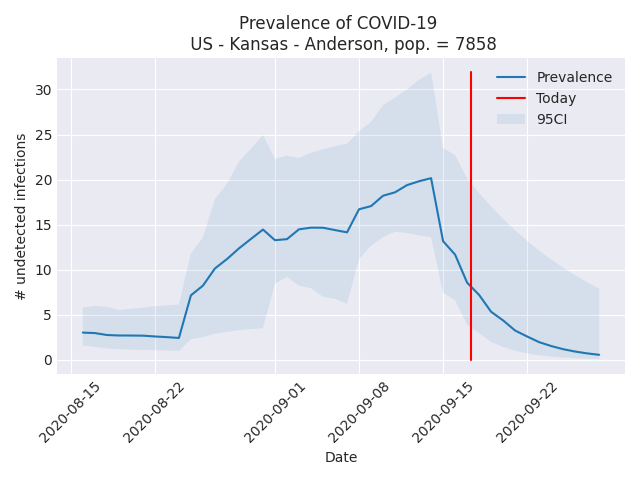 Prevalence of COVID-19
US - Kansas - Anderson, pop. = 7858
Prevalence
Today
95CI
# undetected infections
30
25
20
15
10
5
0
2020-08-15
2020-08-22
2020-09-01
2020-09-08
2020-09-15
2020-09-22
Date